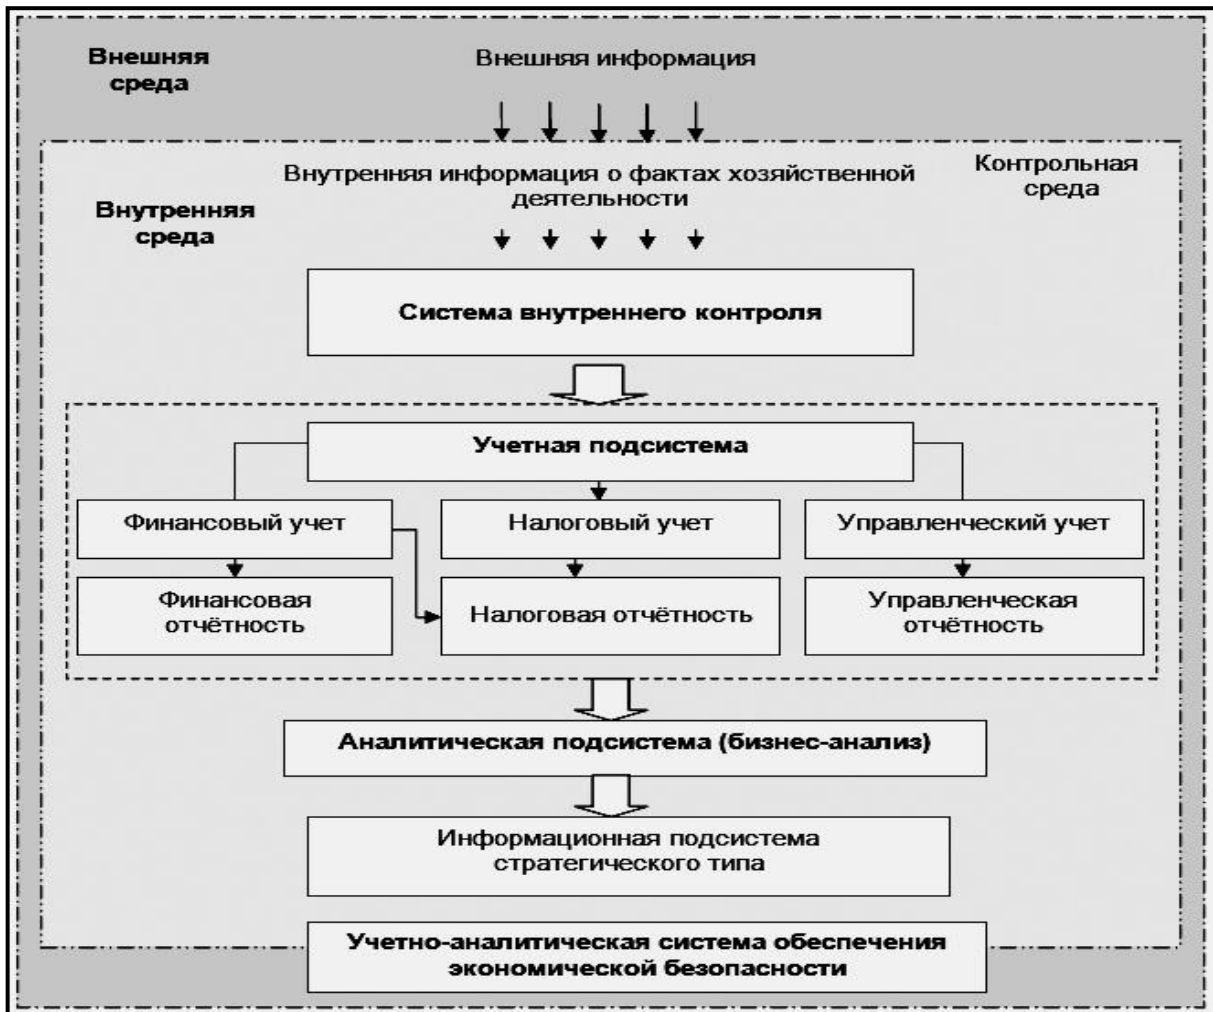 Внешняя
среда
Внешняя информация
Контрольная
среда
Внутренняя информация о фактах хозяйственной
деятельности
Внутренняя
среда
Система внутреннего контроля
Учетная подсистема
Финансовый учет
Налоговый учет
Управленческий учет
Финансовая
отчётность
Налоговая отчётность
Управленческая
отчётность
Аналитическая подсистема (бизнес-анализ)
Информационная подсистема
стратегического типа
Учетно-аналитическая система обеспечения
экономической безопасности